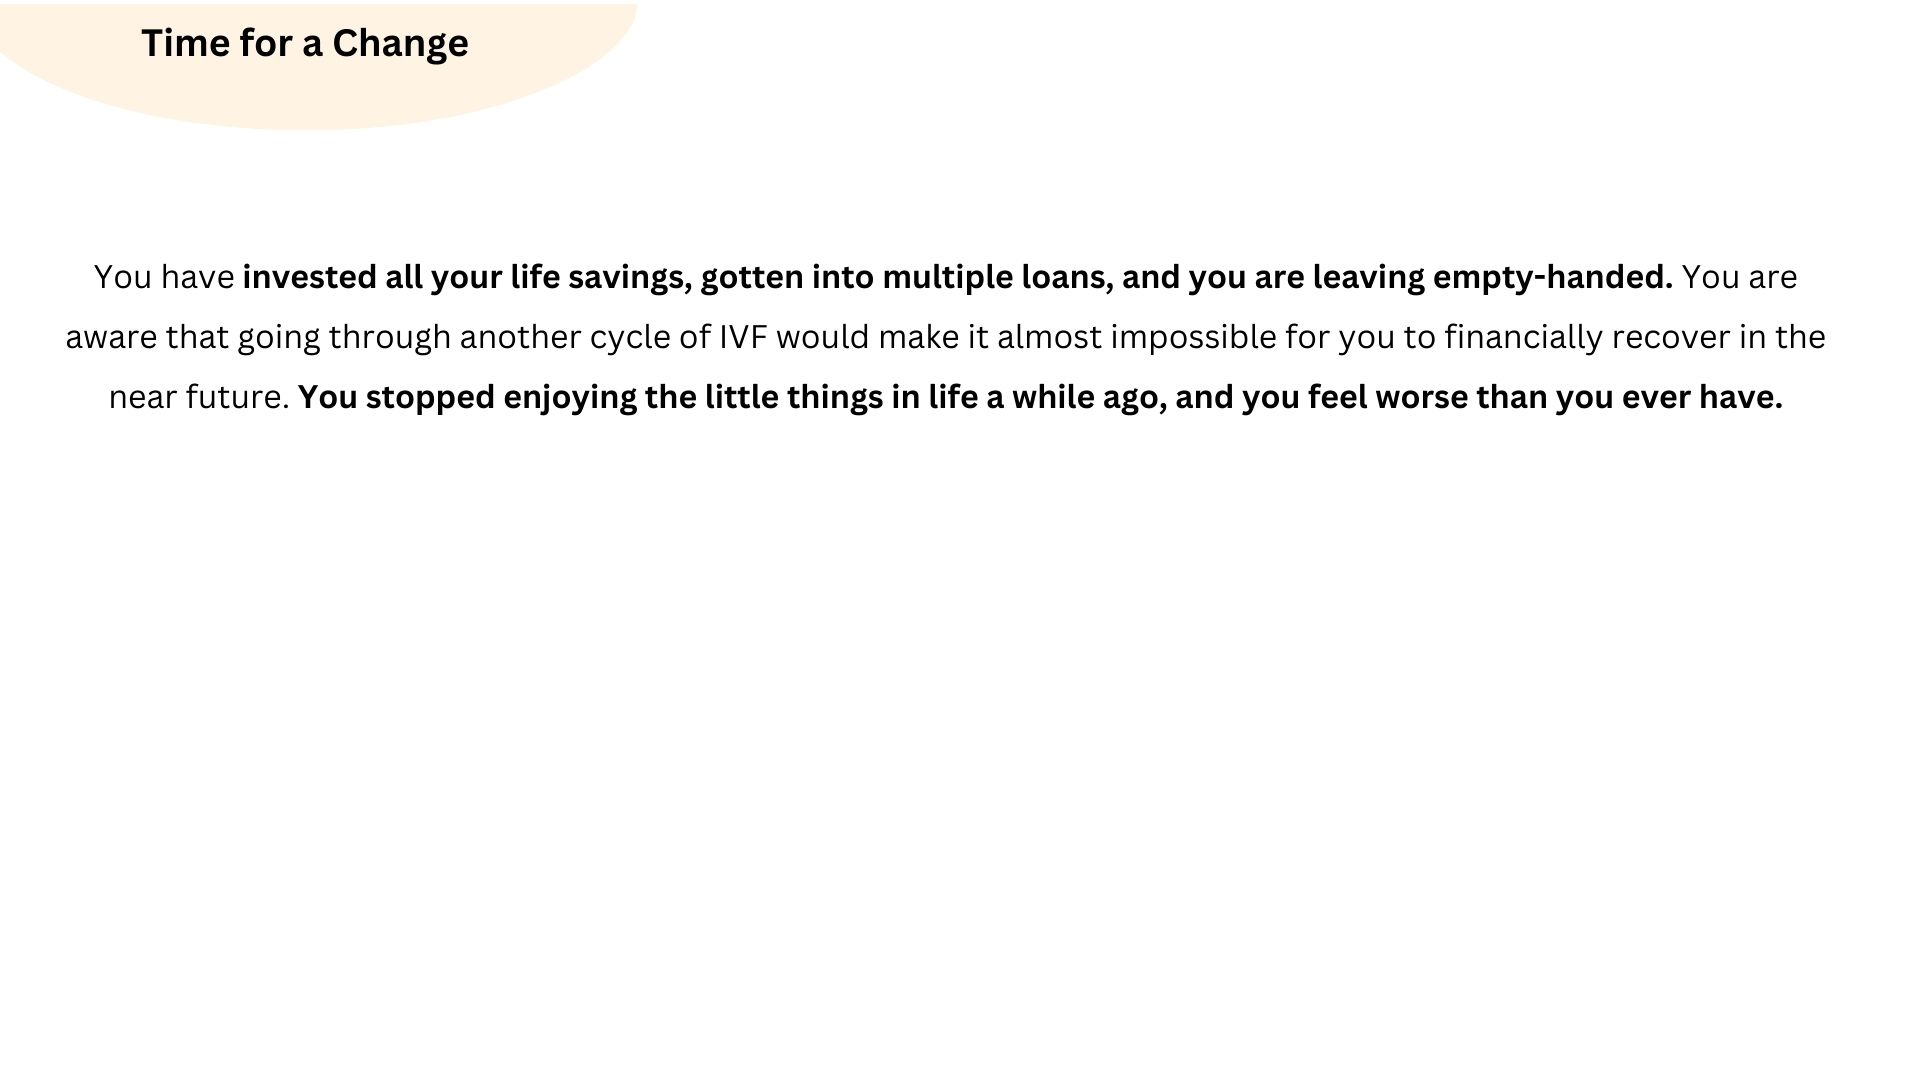 Time for a Change
You have invested all your life savings, gotten into multiple loans, and you are leaving empty-handed. You are
aware that going through another cycle of IVF would make it almost impossible for you to financially recover in the
near future. You stopped enjoying the little things in life a while ago, and you feel worse than you ever have.